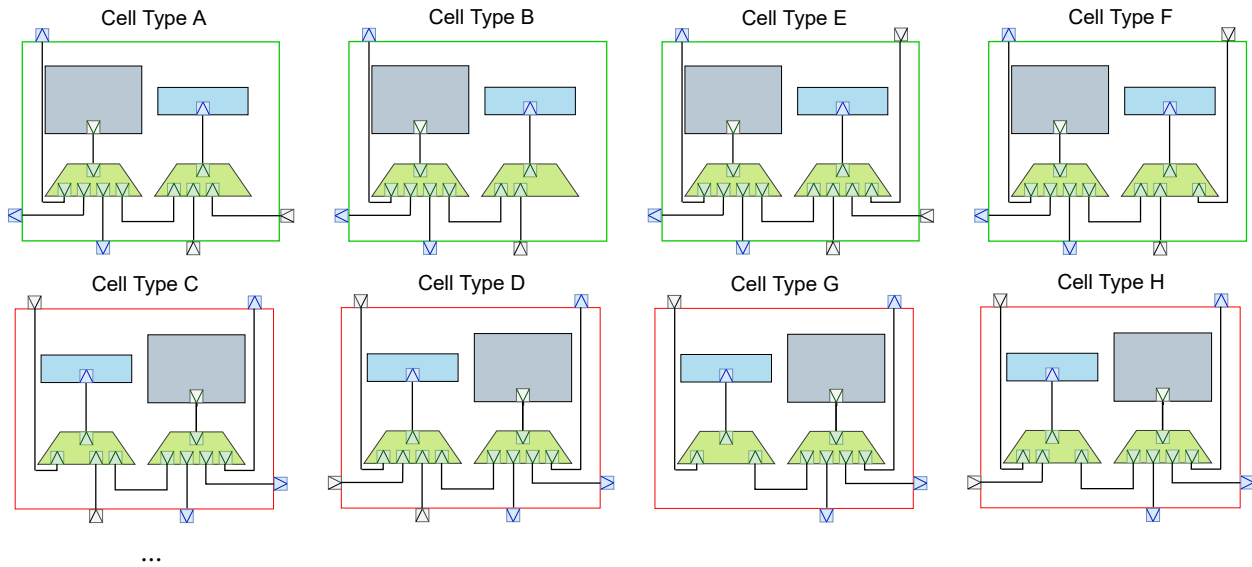 Cell Type A
Cell Type B
Cell Type E
Cell Type F
Cell Type C
Cell Type D
Cell Type G
Cell Type H
...